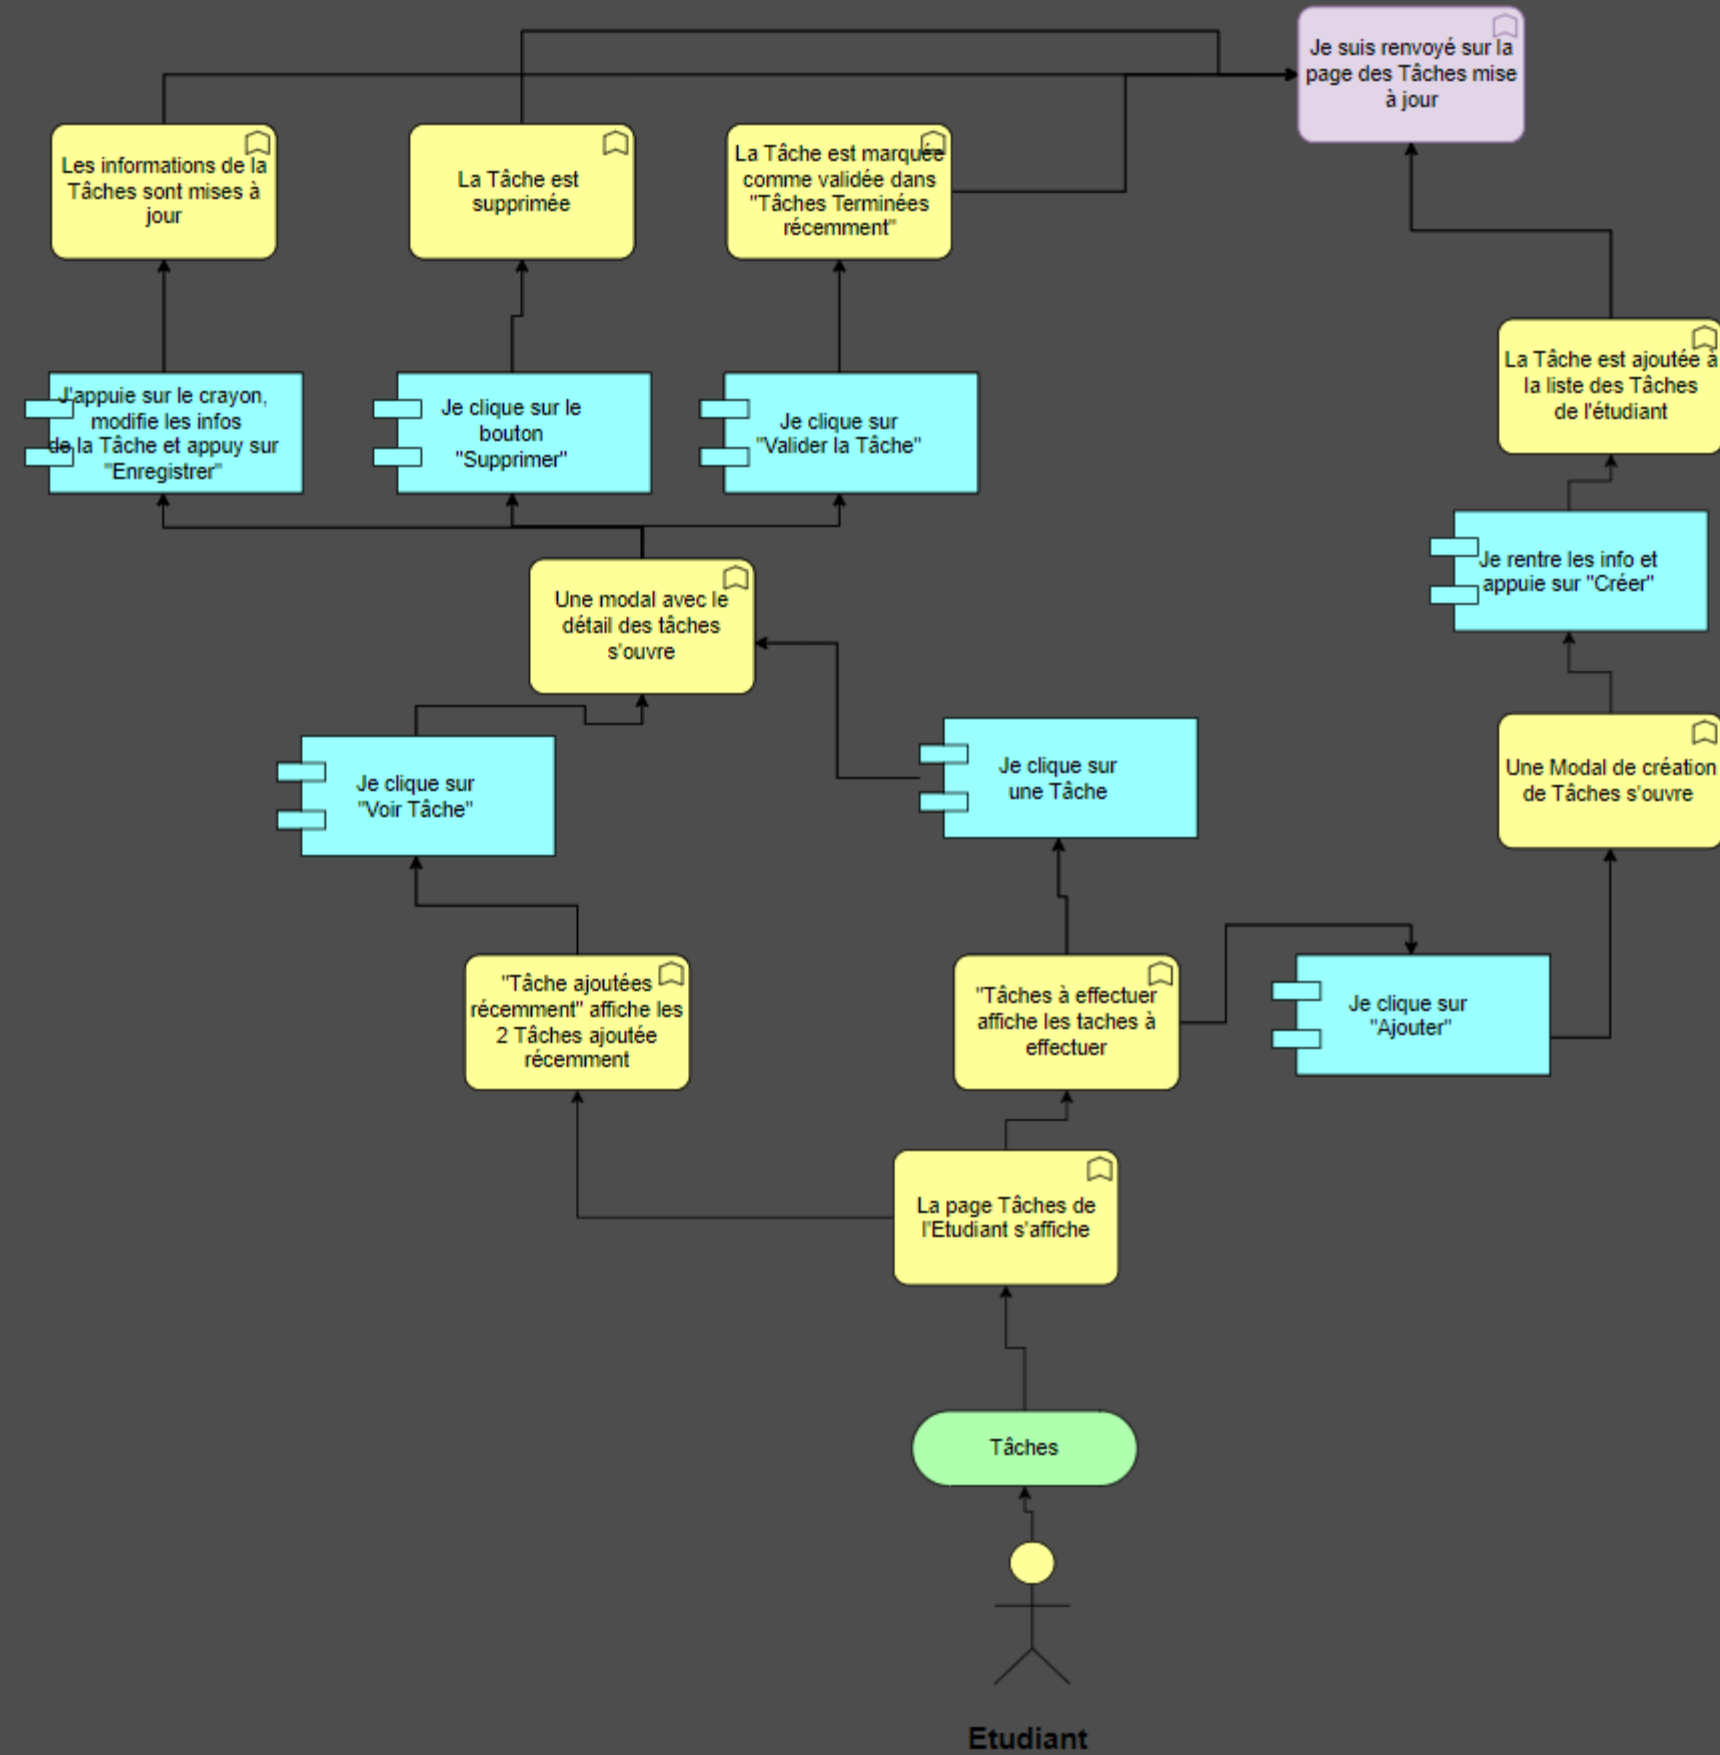 Je suis renvoyé sur la
page des Tâches mise
à jour
Les informations de la
Tâches sont mises à
jour
La Tâche est
supprimée
La Tâche est marquée
comme validée dans
"Tâches Terminées
récemment"
La Tâche est ajoutée à
la liste des Tâches
de l'étudiant
J'appuie sur le crayon,
modifie les infos
de la Tâche et appuy sur
"Enregistrer"
Je clique sur le
bouton
"Supprimer"
Je clique sur
"Valider la Tâche"
Je rentre les info et
appuie sur "Créer"
Une modal avec le
détail des tâches
s'ouvre
Je clique sur
"Voir Tâche"
Je clique sur
une Tâche
Une Modal de création
de Tâches s'ouvre
"Tâche ajoutées
récemment" affiche les
2 Tâches ajoutée
récemment
"Tâches à effectuer
affiche les taches à
effectuer
Je clique sur
"Ajouter"
La page Tâches de
l'Etudiant s'affiche
Tâches
Etudiant